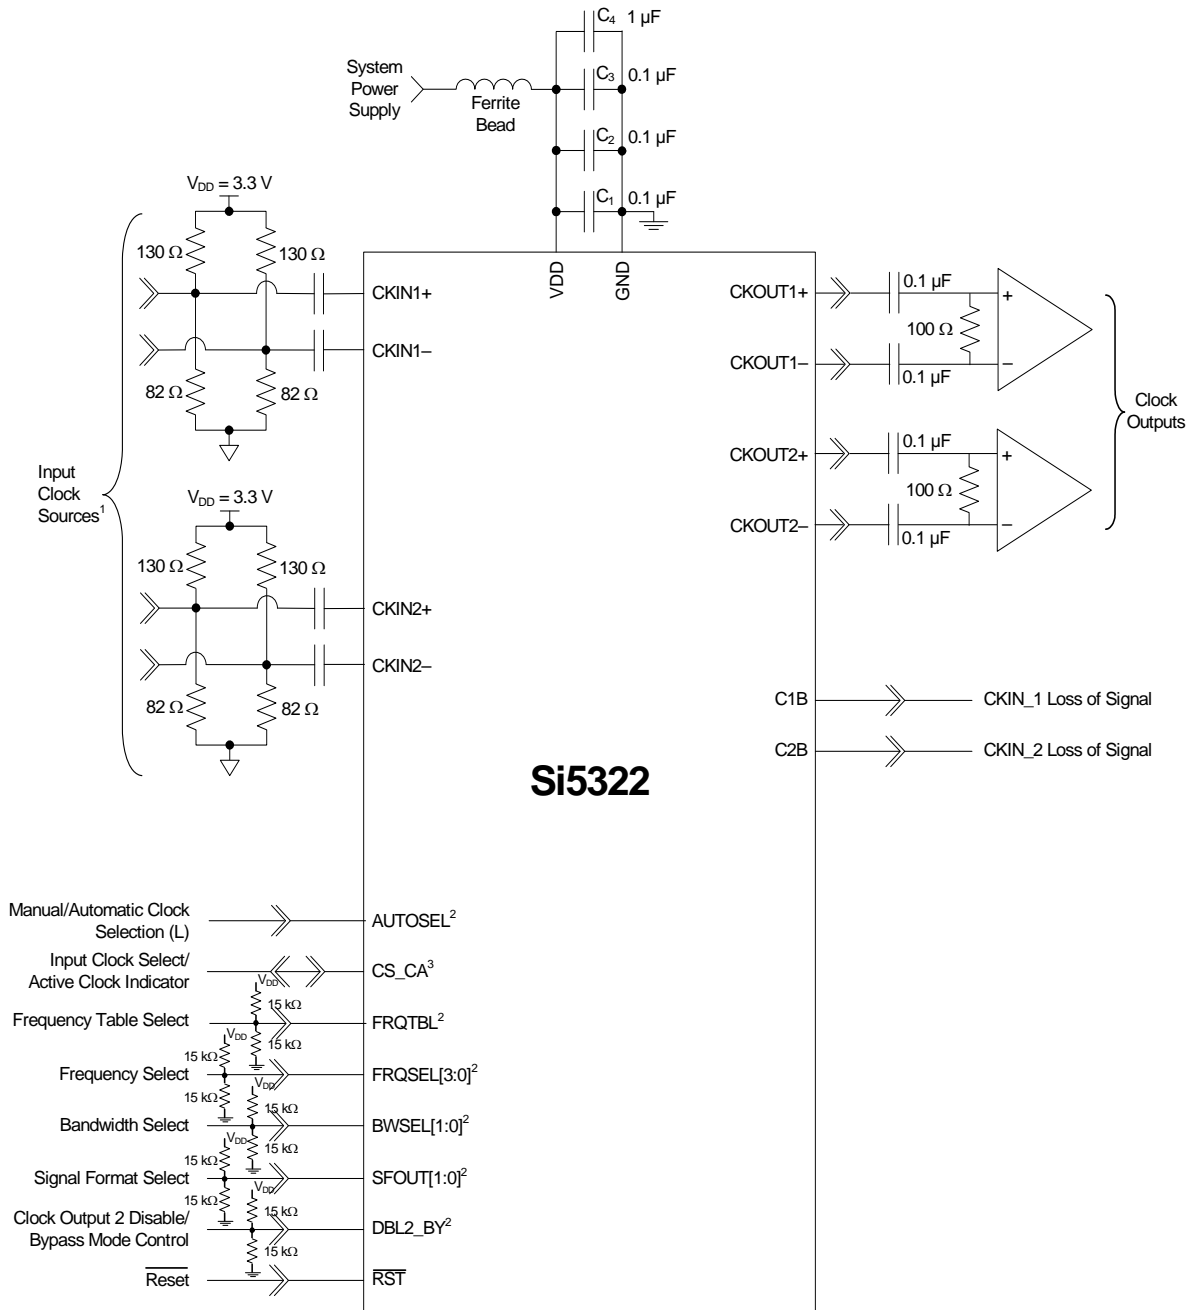 C4 1 µF
System
Power
Supply
Ferrite
Bead
C3 0.1 µF
C2 0.1 µF
C1 0.1 µF
VDD = 3.3 V
130 Ω
130 Ω
82 Ω
82 Ω
VDD
GND
CKIN1+
CKIN1–
CKOUT1+
0.1 µF
100 Ω
+
–
CKOUT1–
0.1 µF
Clock
Outputs
CKOUT2+
0.1 µF
100 Ω
+
–
CKOUT2–
0.1 µF
Input
Clock
Sources1
VDD = 3.3 V
130 Ω
130 Ω
CKIN2+
CKIN2–
82 Ω
82 Ω
C1B
CKIN_1 Loss of Signal
C2B
CKIN_2 Loss of Signal
Si5322
Manual/Automatic Clock
Selection (L)
AUTOSEL2
Input Clock Select/
Active Clock Indicator
CS_CA3
VDD
15 kΩ
Frequency Table Select
FRQTBL2
15 kΩ
VDD
15 kΩ
Frequency Select
FRQSEL[3:0]2
15 kΩ
VDD
15 kΩ
Bandwidth Select
BWSEL[1:0]2
15 kΩ
VDD
15 kΩ
Signal Format Select
SFOUT[1:0]2
15 kΩ
VDD
15 kΩ
Clock Output 2 Disable/
Bypass Mode Control
DBL2_BY2
15 kΩ
Reset
RST